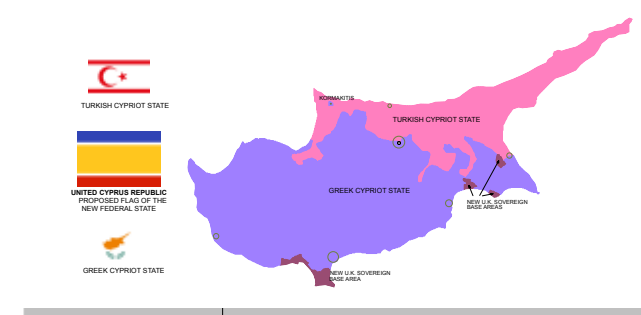 TURKISH CYPRIOT STATE
UNITED CYPRUS REPUBLIC
PROPOSED FLAG OF THE
NEW FEDERAL STATE
GREEK CYPRIOT STATE
KORMAKITIS
TURKISH CYPRIOT STATE
GREEK CYPRIOT STATE
NEW U.K. SOVEREIGN
BASE AREAS
NEW U.K. SOVEREIGN
BASE AREA